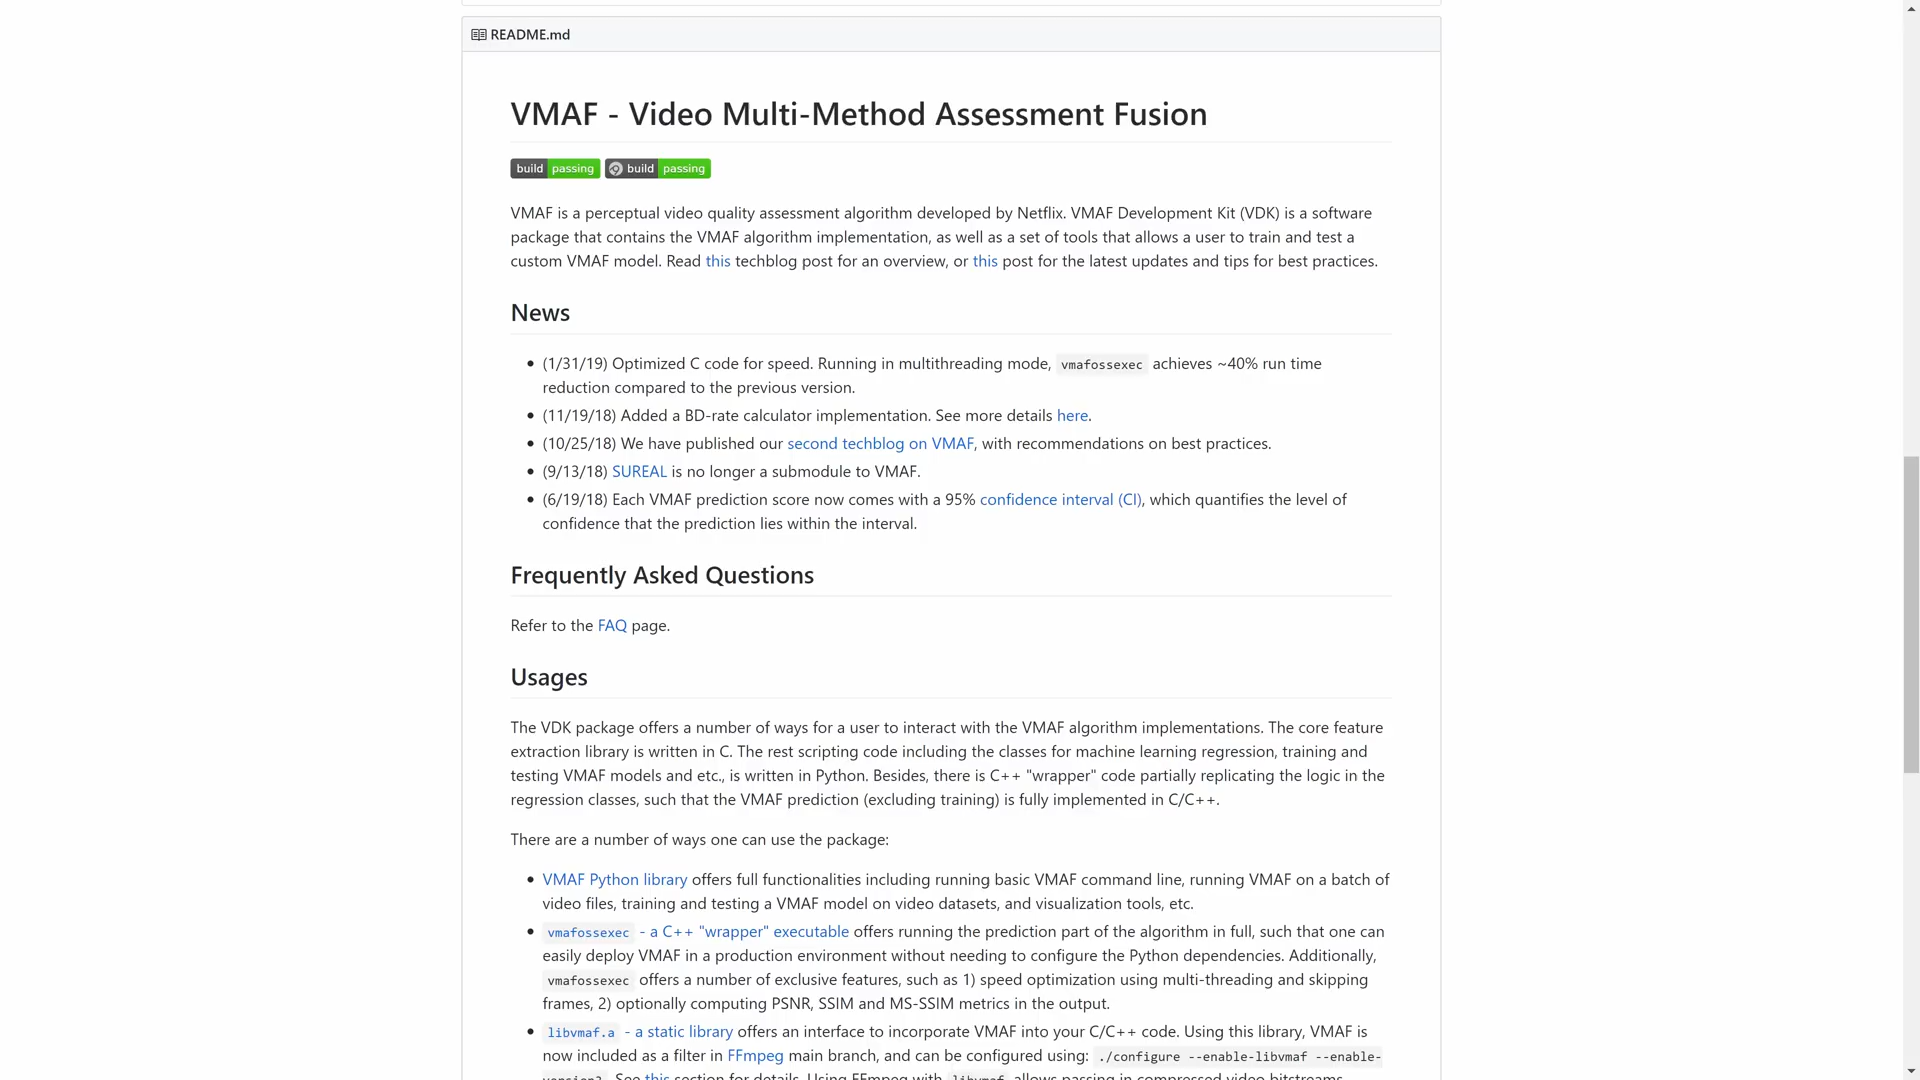 README.md
VMAF - Video Multi-Method Assessment Fusion
build passing build passing
VMAF is a perceptual video quality assessment algorithm developed by Netflix. VMAF Development Kit (VDK) is a software
package that contains the VMAF algorithm implementation, as well as a set of tools that allows a user to train and test a
custom VMAF model. Read this techblog post for an overview, or this post for the latest updates and tips for best practices.
News
(1/31/19) Optimized C code for speed. Running in multithreading mode, vmafossexec achieves ~40% run time
reduction compared to the previous version.
(11/19/18) Added a BD-rate calculator implementation. See more details here.
(10/25/18) We have published our second techblog on VMAF, with recommendations on best practices.
(9/13/18) SUREAL is no longer a submodule to VMAF.
(6/19/18) Each VMAF prediction score now comes with a 95% confidence interval (CI), which quantifies the level of
confidence that the prediction lies within the interval.
Frequently Asked Questions
Refer to the FAQ page.
Usages
The VDK package offers a number of ways for a user to interact with the VMAF algorithm implementations. The core feature
extraction library is written in C. The rest scripting code including the classes for machine learning regression, training and
testing VMAF models and etc., is written in Python. Besides, there is C++ "wrapper" code partially replicating the logic in the
regression classes, such that the VMAF prediction (excluding training) is fully implemented in C/C++.
There are a number of ways one can use the package:
VMAF Python library offers full functionalities including running basic VMAF command line, running VMAF on a batch of
video files, training and testing a VMAF model on video datasets, and visualization tools, etc.
vmafossexec - a C++ "wrapper" executable offers running the prediction part of the algorithm in full, such that one can
easily deploy VMAF in a production environment without needing to configure the Python dependencies. Additionally,
vmafossexec offers a number of exclusive features, such as 1) speed optimization using multi-threading and skipping
frames, 2) optionally computing PSNR, SSIM and MS-SSIM metrics in the output.
libvmaf.a - a static library offers an interface to incorporate VMAF into your C/C++ code. Using this library, VMAF is
now included as a filter in FFmpeg main branch, and can be configured using: ./configure --enable-libvmaf --enable-
version3. See this section for details. Using FFmpeg with libvmaf allows passing in compressed video bitstreams